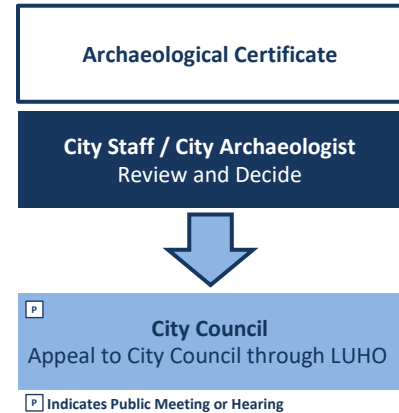 Archaeological Certificate
City Staff / City Archaeologist
Review and Decide
P
City Council
Appeal to City Council through LUHO
P Indicates Public Meeting or Hearing